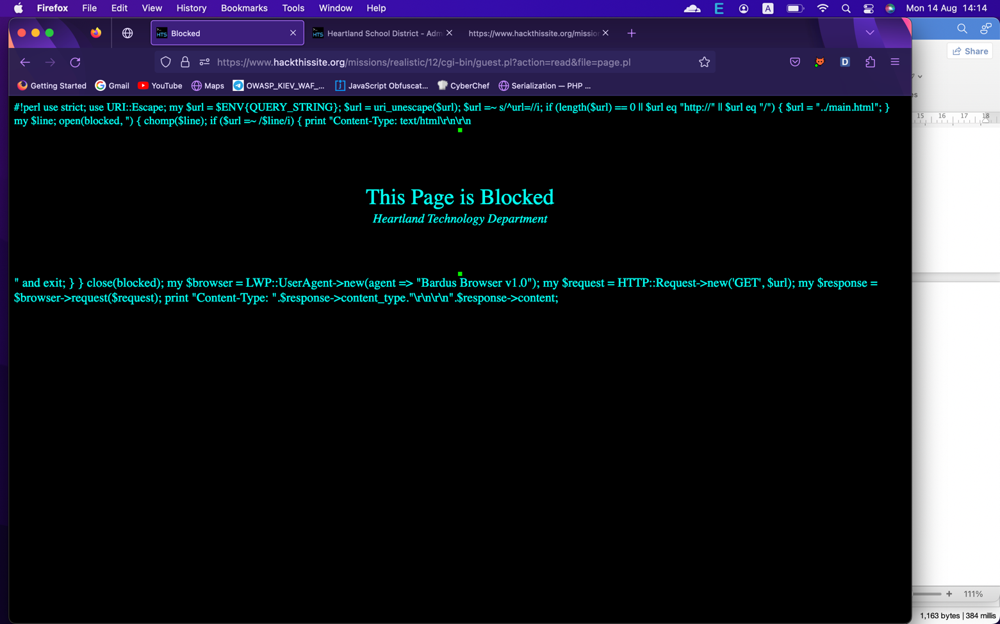 Firefox File Edit View History Bookmarks Tools Window Help
E A Mon 14 Aug 14:14
HTS Blocked
HTS Heartland School District - Adm
https://www.hackthissite.org/missio
Share
https://www.hackthissite.org/missions/realistic/12/cgi-bin/guest.pl?action=read&file=page.pl
D
Getting Started Gmail YouTube Maps OWASP_KIEV_WAF_... JavaScript Obfuscat... CyberChef Serialization — PHP ...
es
15 16 17 18
#!perl use strict; use URI::Escape; my $url = $ENV{QUERY_STRING}; $url = uri_unescape($url); $url =~ s/^url=//i; if (length($url) == 0 || $url eq "http://" || $url eq "/") { $url = "../main.html"; }
my $line; open(blocked, ") { chomp($line); if ($url =~ /$line/i) { print "Content-Type: text/html\r\n\r\n
This Page is Blocked
Heartland Technology Department
" and exit; } } close(blocked); my $browser = LWP::UserAgent->new(agent => "Bardus Browser v1.0"); my $request = HTTP::Request->new('GET', $url); my $response =
$browser->request($request); print "Content-Type: ".$response->content_type."\r\n\r\n".$response->content;
111%
1,163 bytes | 384 millis